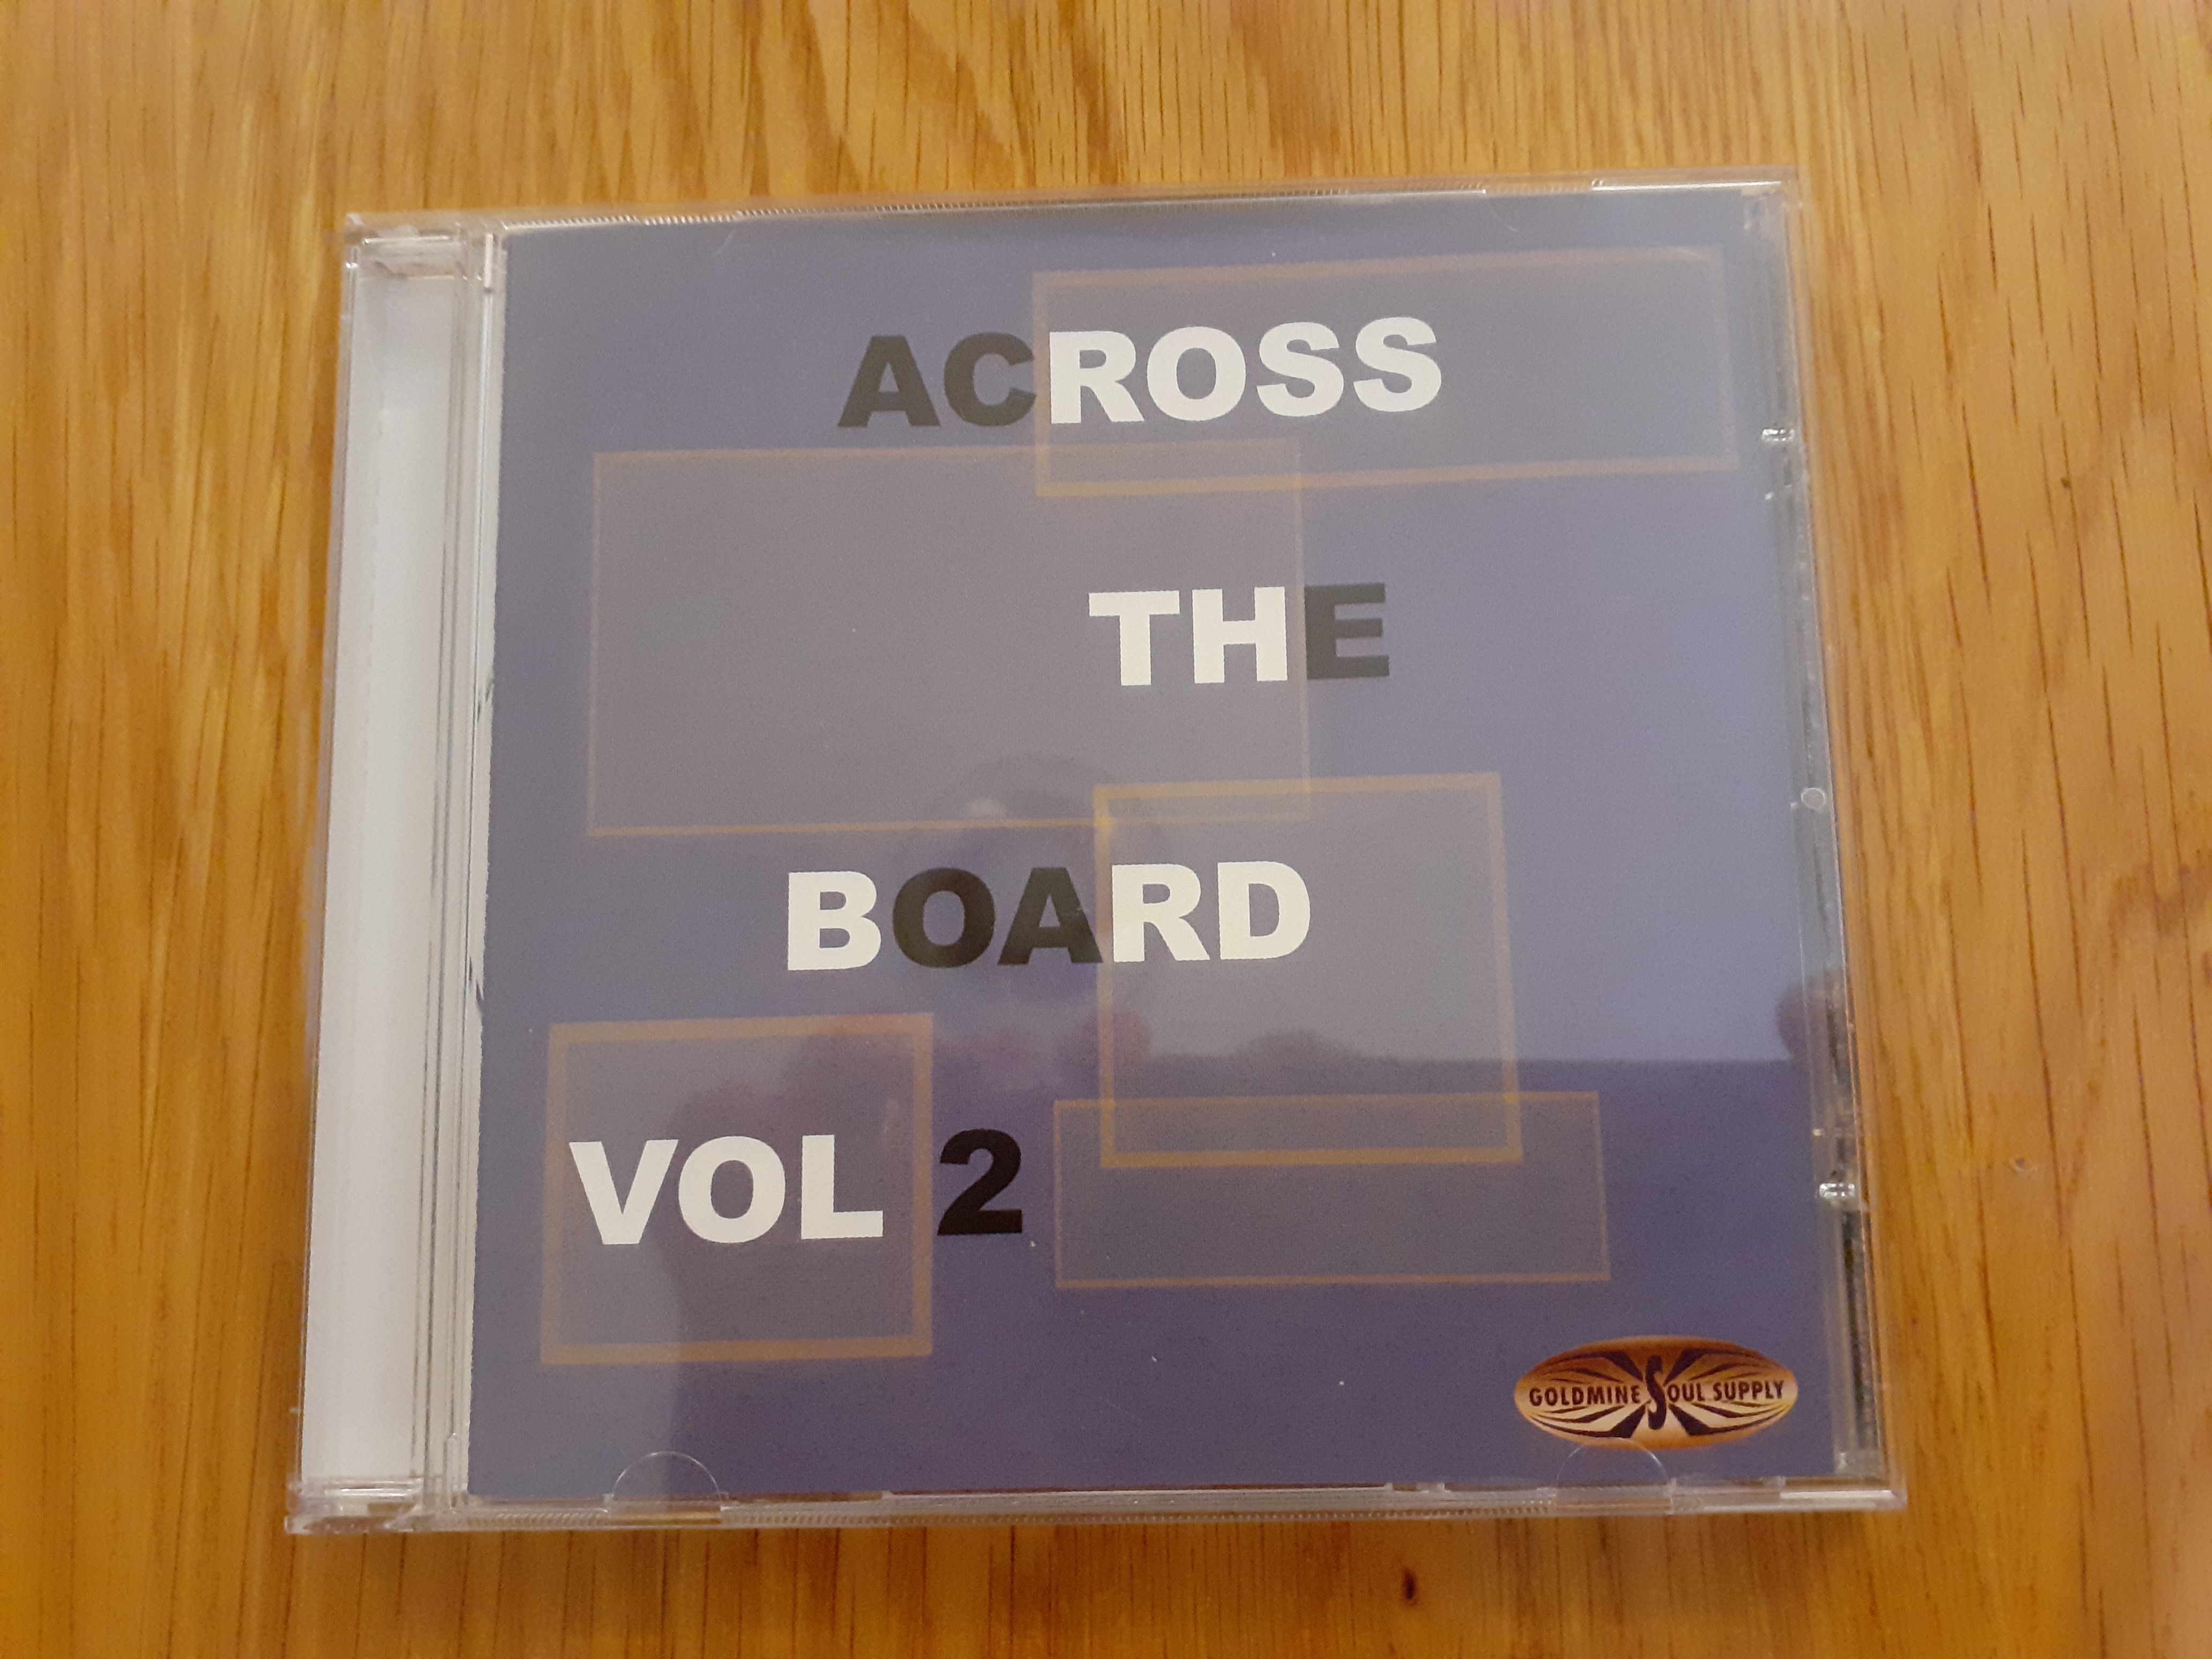 ACROSS
THE
BOARD
VOL 2
GOLDMINE SOUL SUPPLY